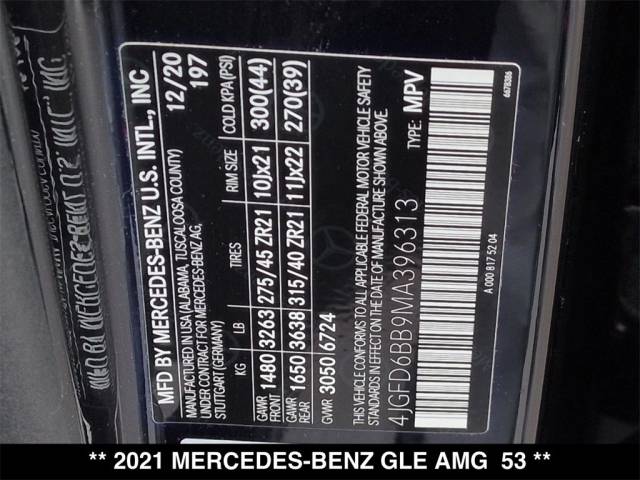 MFD BY MERCEDES-BENZ U.S. INTL., INC
MANUFACTURED IN USA (ALABAMA, TUSCALOOSA COUNTY) 12/20
UNDER CONTRACT FOR MERCEDES-BENZ AG, 197
STUTTGART (GERMANY)
KG LB TIRES RIM SIZE COLD KPA (PSI)
GAWR FRONT 1480 3263 275/45 ZR21 10Jx21 300(44)
GAWR REAR 1650 3638 315/40 ZR21 11Jx22 270(39)
GVWR 3050 6724
THIS VEHICLE CONFORMS TO ALL APPLICABLE FEDERAL MOTOR VEHICLE SAFETY
STANDARDS IN EFFECT ON THE DATE OF MANUFACTURE SHOWN ABOVE.
4JGFD6BB9MA396313 TYPE: MPV
A 000 817 52 04
6678386
** 2021 MERCEDES-BENZ GLE AMG 53 **